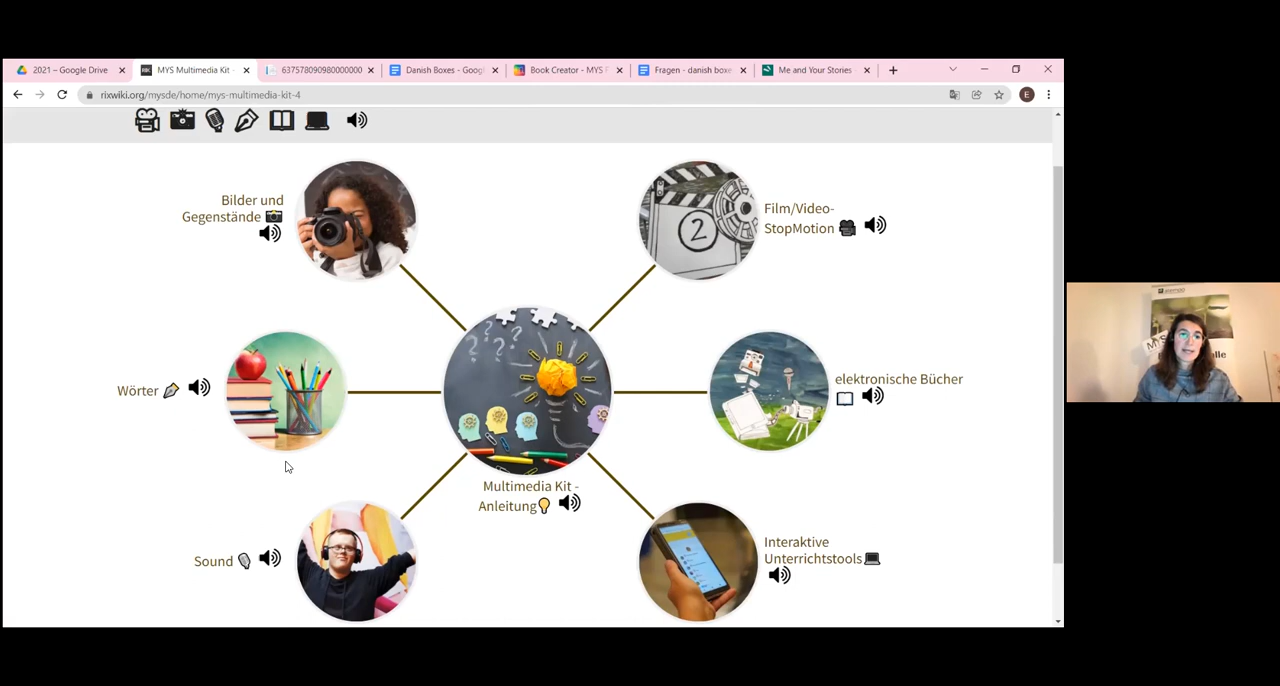 2021 – Google Drive
MYS Multimedia Kit -
637578090980000000
Danish Boxes - Goog
Book Creator - MYS
Fragen - danish boxe
Me and Your Stories
rixwiki.org/mysde/home/mys-multimedia-kit-4
E
Bilder und
Gegenstände
Film/Video-
StopMotion
2
Wörter
elektronische Bücher
Multimedia Kit -
Anleitung
Sound
Interaktive
Unterrichtstools